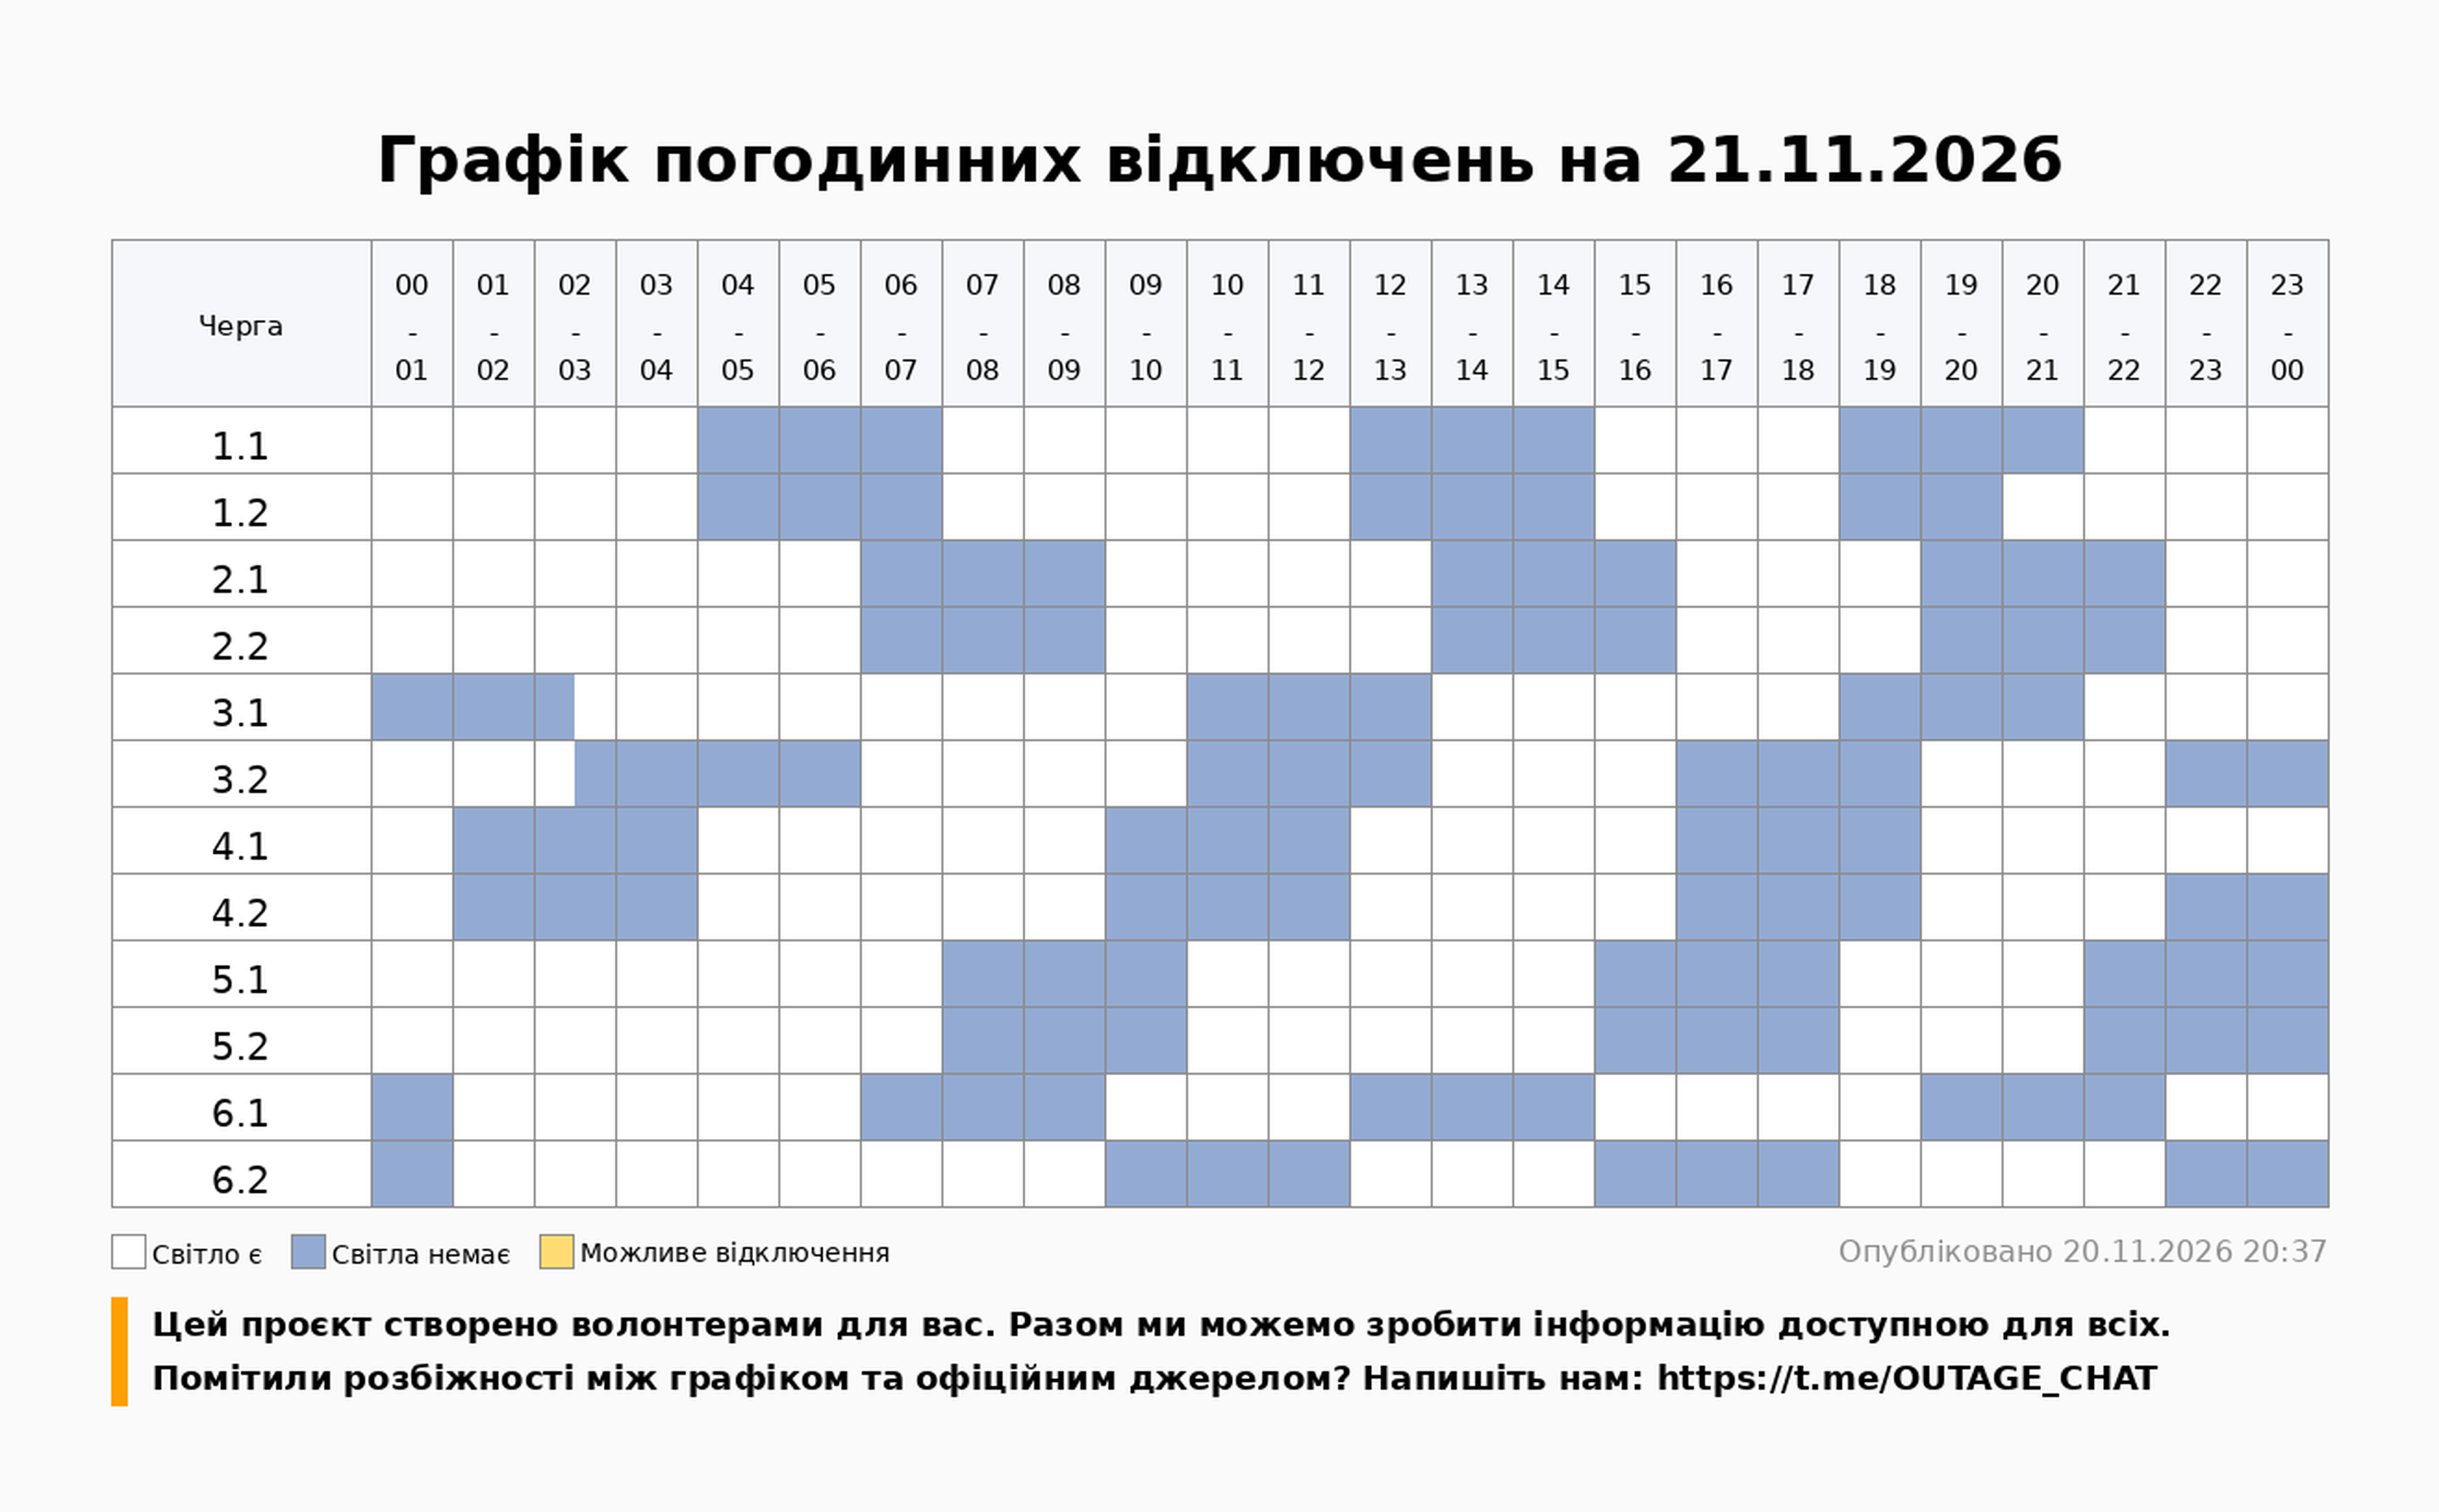 Графік погодинних відключень на 21.11.2026
Черга
00 - 01
01 - 02
02 - 03
03 - 04
04 - 05
05 - 06
06 - 07
07 - 08
08 - 09
09 - 10
10 - 11
11 - 12
12 - 13
13 - 14
14 - 15
15 - 16
16 - 17
17 - 18
18 - 19
19 - 20
20 - 21
21 - 22
22 - 23
23 - 00
1.1
1.2
2.1
2.2
3.1
3.2
4.1
4.2
5.1
5.2
6.1
6.2
Світло є
Світла немає
Можливе відключення
Опубліковано 20.11.2026 20:37
Цей проєкт створено волонтерами для вас. Разом ми можемо зробити інформацію доступною для всіх.
Помітили розбіжності між графіком та офіційним джерелом? Напишіть нам: https://t.me/OUTAGE_CHAT